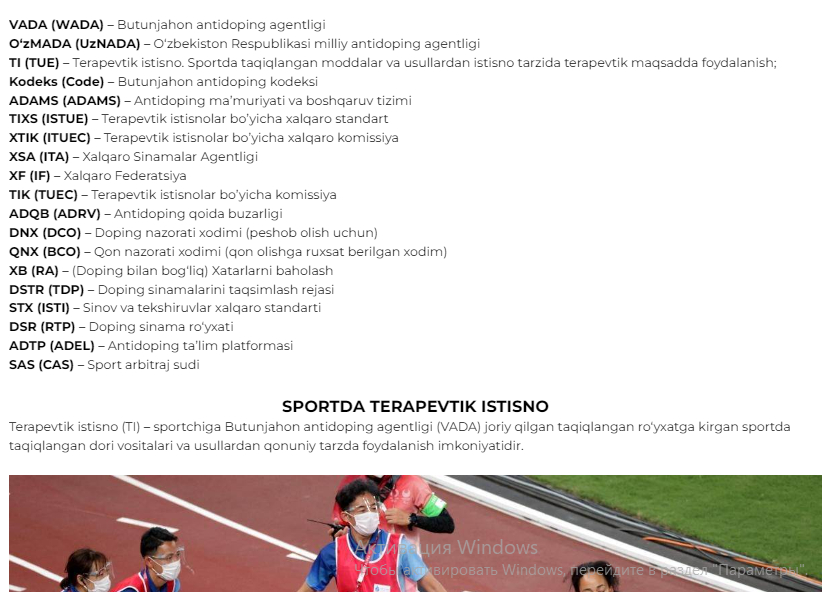 VADA (WADA) – Butunjahon antidoping agentligi
O‘zMADA (UzNADA) – O‘zbekiston Respublikasi milliy antidoping agentligi
TI (TUE) – Terapevtik istisno. Sportda taqiqlangan moddalar va usullardan istisno tarzida terapevtik maqsadda foydalanish;
Kodeks (Code) – Butunjahon antidoping kodeksi
ADAMS (ADAMS) – Antidoping ma’muriyati va boshqaruv tizimi
TIXS (ISTUE) – Terapevtik istisnolar bo‘yicha xalqaro standart
XTIK (ITUEC) – Terapevtik istisnolar bo‘yicha xalqaro komissiya
XSA (ITA) – Xalqaro Sinamalar Agentligi
XF (IF) – Xalqaro Federatsiya
TIK (TUEC) – Terapevtik istisnolar bo’yicha komissiya
ADQB (ADRV) – Antidoping qoida buzarligi
DNX (DCO) – Doping nazorati xodimi (peshob olish uchun)
QNX (BCO) – Qon nazorati xodimi (qon olishga ruxsat berilgan xodim)
XB (RA) – (Doping bilan bog‘liq) Xatarlarni baholash
DSTR (TDP) – Doping sinamalarini taqsimlash rejasi
STX (ISTI) – Sinov va tekshiruvlar xalqaro standarti
DSR (RTP) – Doping sinama ro‘yxati
ADTP (ADEL) – Antidoping ta’lim platformasi
SAS (CAS) – Sport arbitraj sudi
SPORTDA TERAPEVTIK ISTISNO
Terapevtik istisno (TI) – sportchiga Butunjahon antidoping agentligi (VADA) joriy qilgan taqiqlangan ro‘yxatga kirgan sportda
taqiqlangan dori vositalari va usullardan qonuniy tarzda foydalanish imkoniyatidir.
Активация Windows
Чтобы активировать Windows, перейдите в раздел "Параметры".